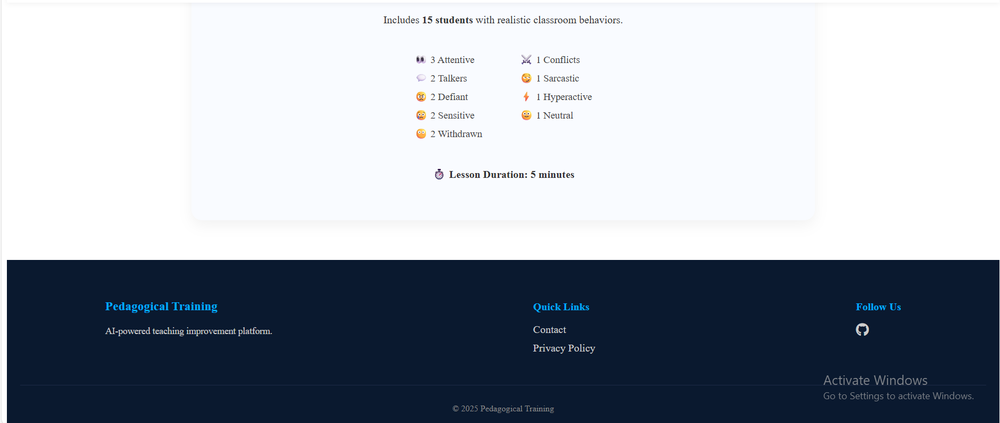 Includes 15 students with realistic classroom behaviors.
3 Attentive
2 Talkers
2 Defiant
2 Sensitive
2 Withdrawn
1 Conflicts
1 Sarcastic
1 Hyperactive
1 Neutral
Lesson Duration: 5 minutes
Pedagogical Training
AI-powered teaching improvement platform.
Quick Links
Contact
Privacy Policy
Follow Us
Activate Windows
Go to Settings to activate Windows.
© 2025 Pedagogical Training